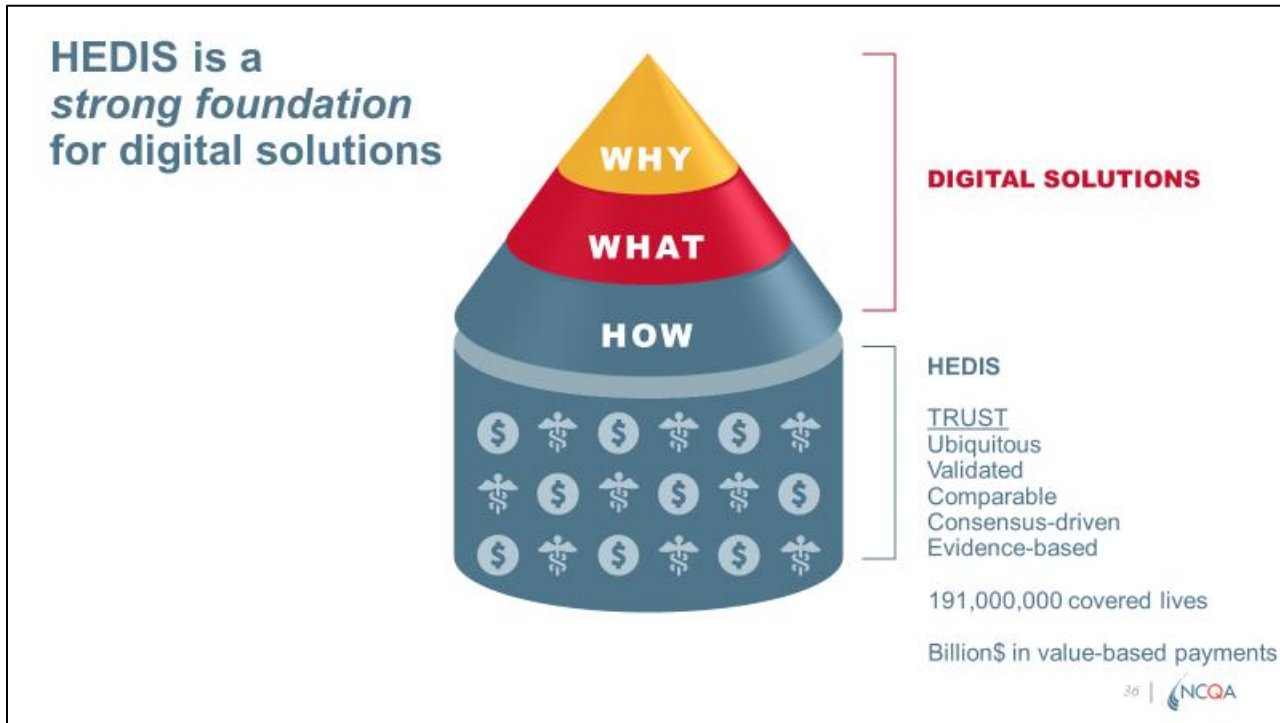 HEDIS is a
strong foundation
for digital solutions
WHY
WHAT
HOW
DIGITAL SOLUTIONS
HEDIS
TRUST
Ubiquitous
Validated
Comparable
Consensus-driven
Evidence-based
191,000,000 covered lives
Billion$ in value-based payments
36 | NCQA